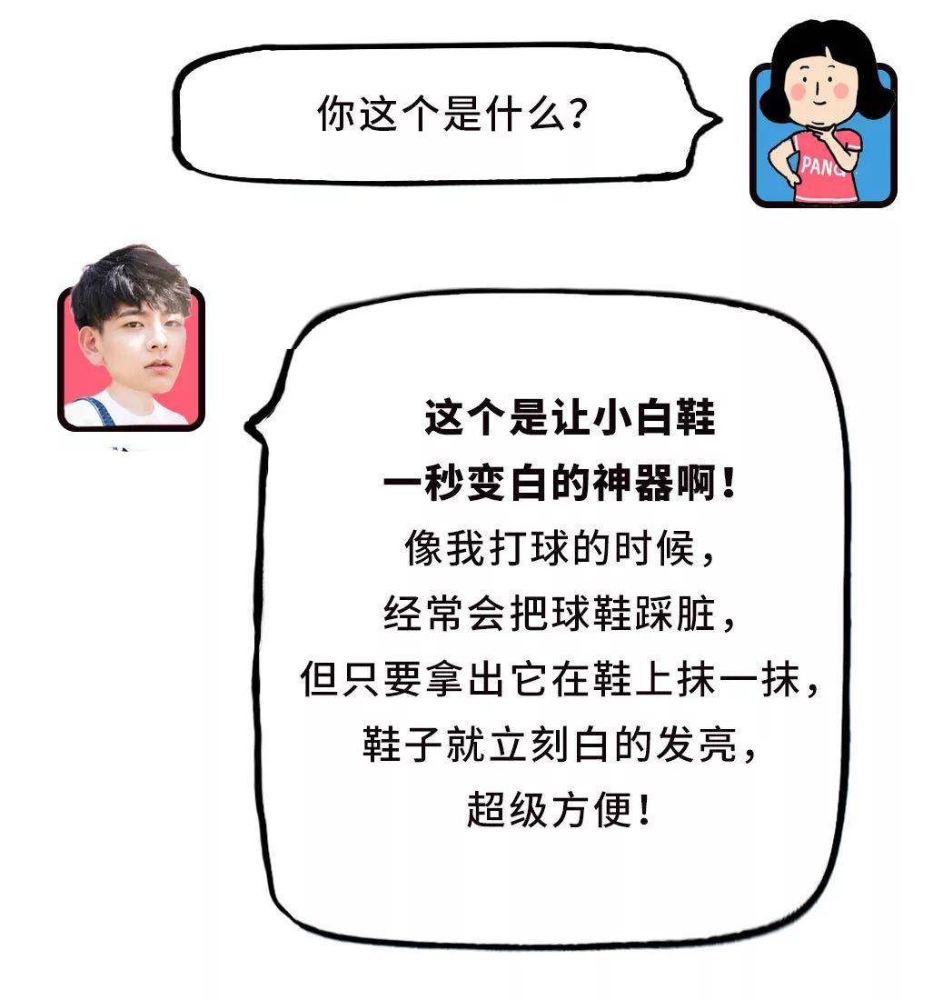 你这个是什么？
PANG
这个是让小白鞋
一秒变白的神器啊！
像我打球的时候，
经常会把球鞋踩脏，
但只要拿出它在鞋上抹一抹，
鞋子就立刻白的发亮，
超级方便！